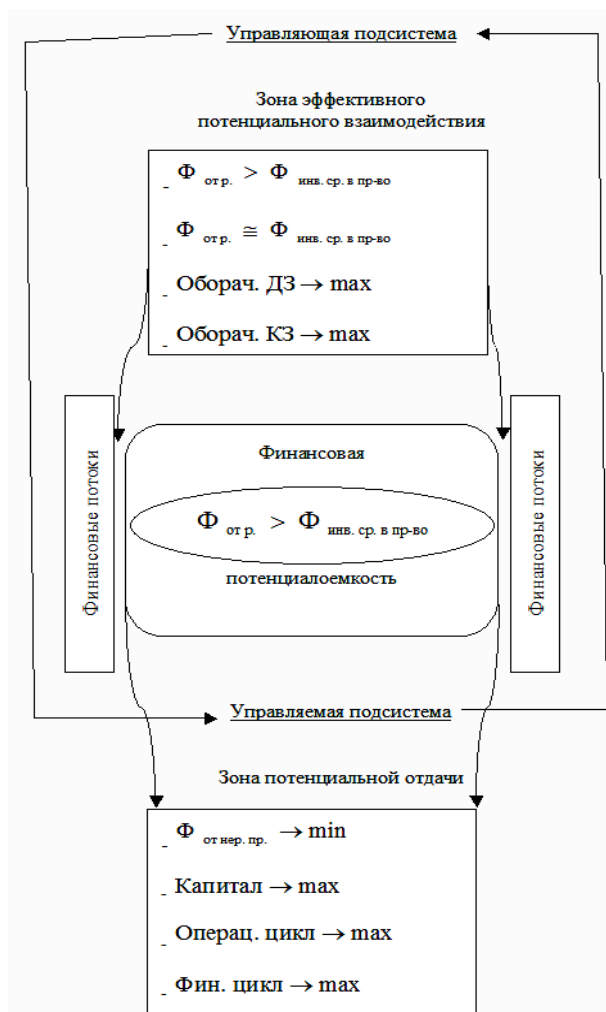 Управляющая подсистема
Зона эффективного
потенциального взаимодействия
- Ф от р. > Ф инв. ср. в пр-во
- Ф от р. ≅ Ф инв. ср. в пр-во
- Оборач. ДЗ → max
- Оборач. КЗ → max
Финансовые потоки
Финансовая
Ф от р. > Ф инв. ср. в пр-во
потенциалоемкость
Финансовые потоки
Управляемая подсистема
Зона потенциальной отдачи
- Ф от нер. пр. → min
- Капитал → max
- Операц. цикл → max
- Фин. цикл → max